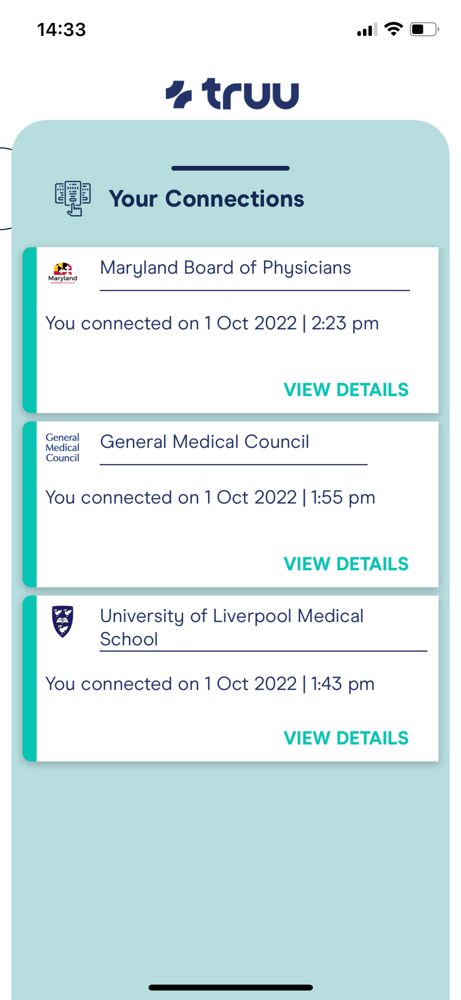 14:33
truu
Your Connections
Maryland
DEPARTMENT OF HEALTH
Maryland Board of Physicians
You connected on 1 Oct 2022 | 2:23 pm
VIEW DETAILS
General
Medical
Council
General Medical Council
You connected on 1 Oct 2022 | 1:55 pm
VIEW DETAILS
University of Liverpool Medical
School
You connected on 1 Oct 2022 | 1:43 pm
VIEW DETAILS